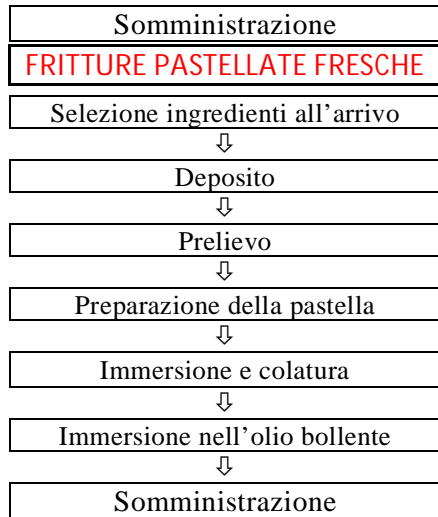 Somministrazione
FRITTURE PASTELLATE FRESCHE
Selezione ingredienti all’arrivo
⇩
Deposito
⇩
Prelievo
⇩
Preparazione della pastella
⇩
Immersione e colatura
⇩
Immersione nell’olio bollente
⇩
Somministrazione